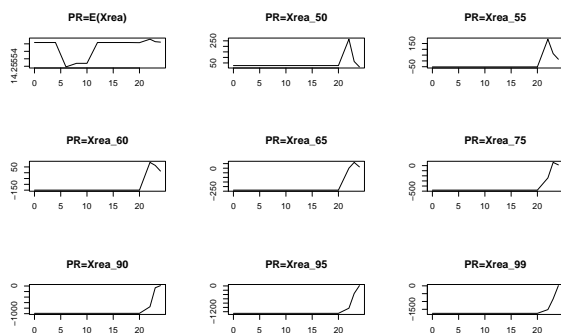 PR=E(Xrea)
PR=Xrea_50
PR=Xrea_55
14.25554
250
50
150
−50
0 5 10 15 20
0 5 10 15 20
0 5 10 15 20
PR=Xrea_60
PR=Xrea_65
PR=Xrea_75
50
−150
0
−250
0
−500
0 5 10 15 20
0 5 10 15 20
0 5 10 15 20
PR=Xrea_90
PR=Xrea_95
PR=Xrea_99
0
−1000
0
−1200
−1500
0 5 10 15 20
0 5 10 15 20
0 5 10 15 20